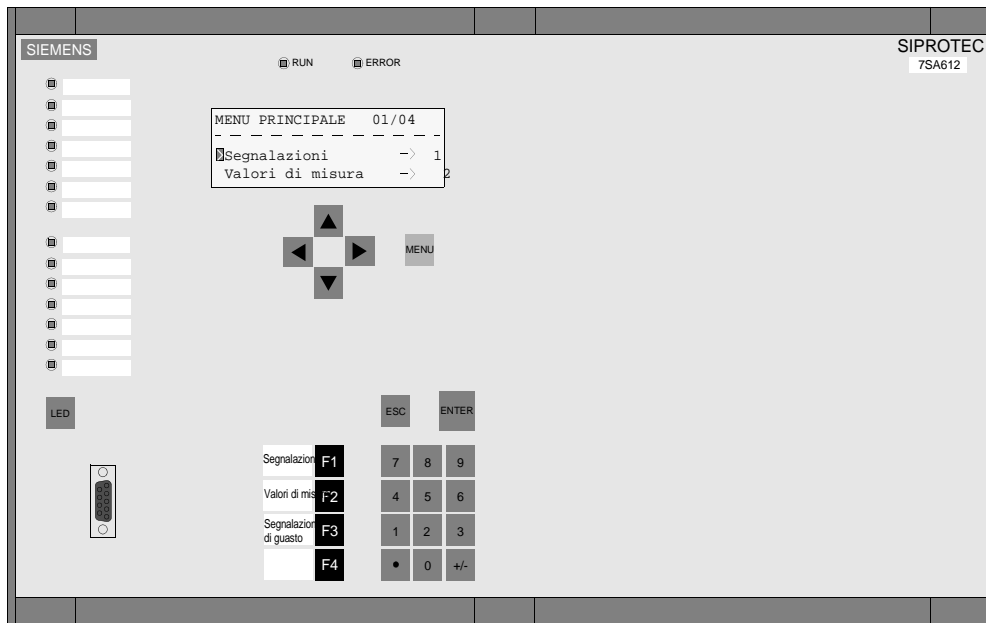 SIEMENS
SIPROTEC
7SA612
RUN ERROR
MENU PRINCIPALE 01/04
Segnalazioni –> 1
Valori di misura –> 2
MENU
LED
ESC ENTER
Segnalazion F1 7 8 9
Valori di mis F2 4 5 6
Segnalazion
di guasto F3 1 2 3
F4 • 0 +/-